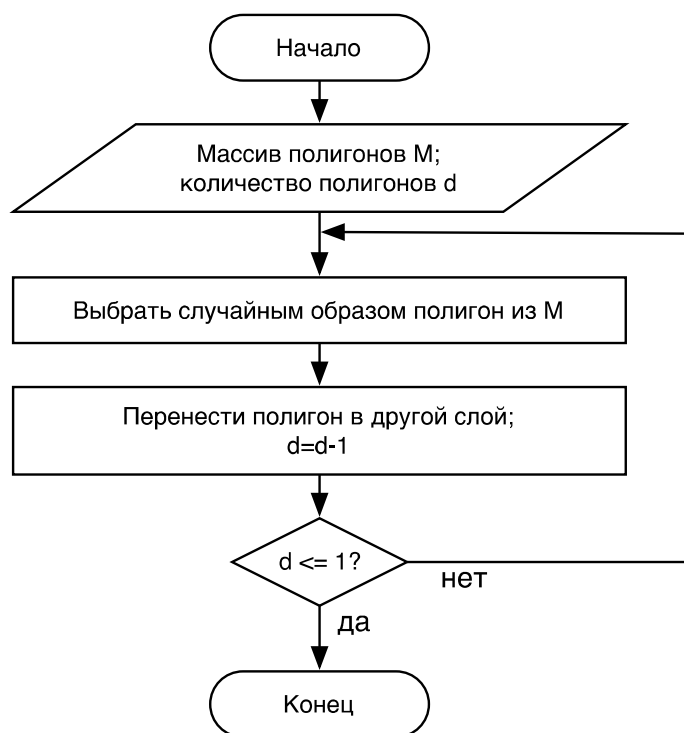 Начало
Массив полигонов М;
количество полигонов d
Выбрать случайным образом полигон из М
Перенести полигон в другой слой;
d=d-1
d <= 1?
нет
да
Конец